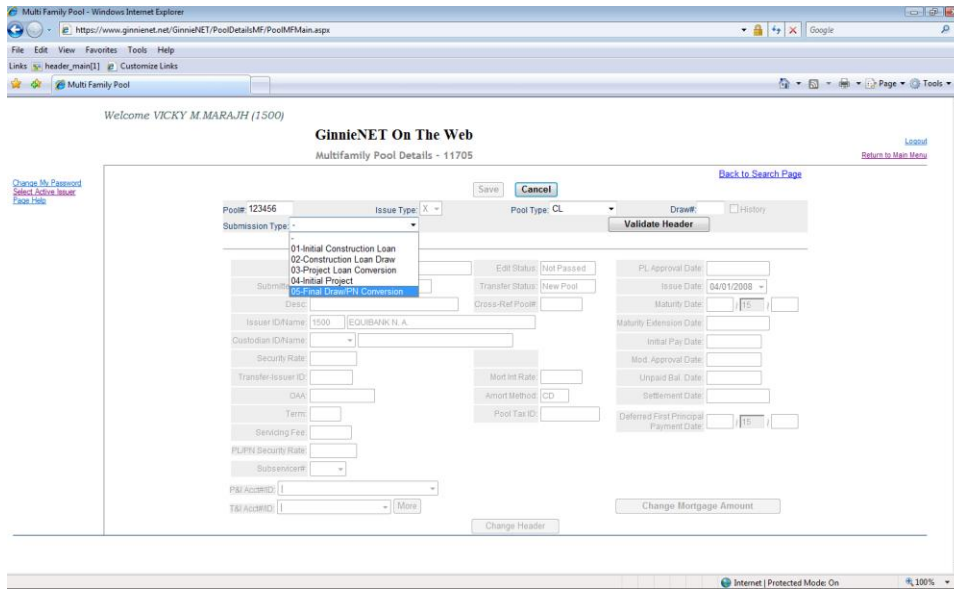 Multi Family Pool - Windows Internet Explorer
https://www.ginnienet.net/GinnieNET/PoolDetailsMF/PoolMFMain.aspx
Google
File Edit View Favorites Tools Help
Links header_main[1] Customize Links
Multi Family Pool
Page Tools
Welcome VICKY M.MARAJH (1500)
GinnieNET On The Web
Logout
Multifamily Pool Details - 11705
Return to Main Menu
Back to Search Page
Change My Password
Select Active Issuer
Page Help
Save Cancel
Pool#: 123456 Issue Type: X Pool Type: CL Draw#: History
Submission Type: - Validate Header
-
01-Initial Construction Loan
02-Construction Loan Draw
03-Project Loan Conversion
04-Initial Project
05-Final Draw/PN Conversion
Edit Status: Not Passed PL Approval Date:
Transfer Status: New Pool Issue Date: 04/01/2008
Desc: Cross-Ref Pool#: Maturity Date: / 15 /
Issuer ID/Name: 1500 EQUIBANK N. A. Maturity Extension Date:
Custodian ID/Name: Initial Pay Date:
Security Rate: Mod. Approval Date:
Transfer-Issuer ID: Mort Int Rate: Unpaid Bal. Date:
OAA: Amort Method: CD Settlement Date:
Term: Pool Tax ID: Deferred First Principal Payment Date: / 15 /
Servicing Fee:
PL/PN Security Rate:
Subservicer#:
P&I Acct#/ID: |
T&I Acct#/ID: | More Change Mortgage Amount
Change Header
Internet | Protected Mode: On 100%